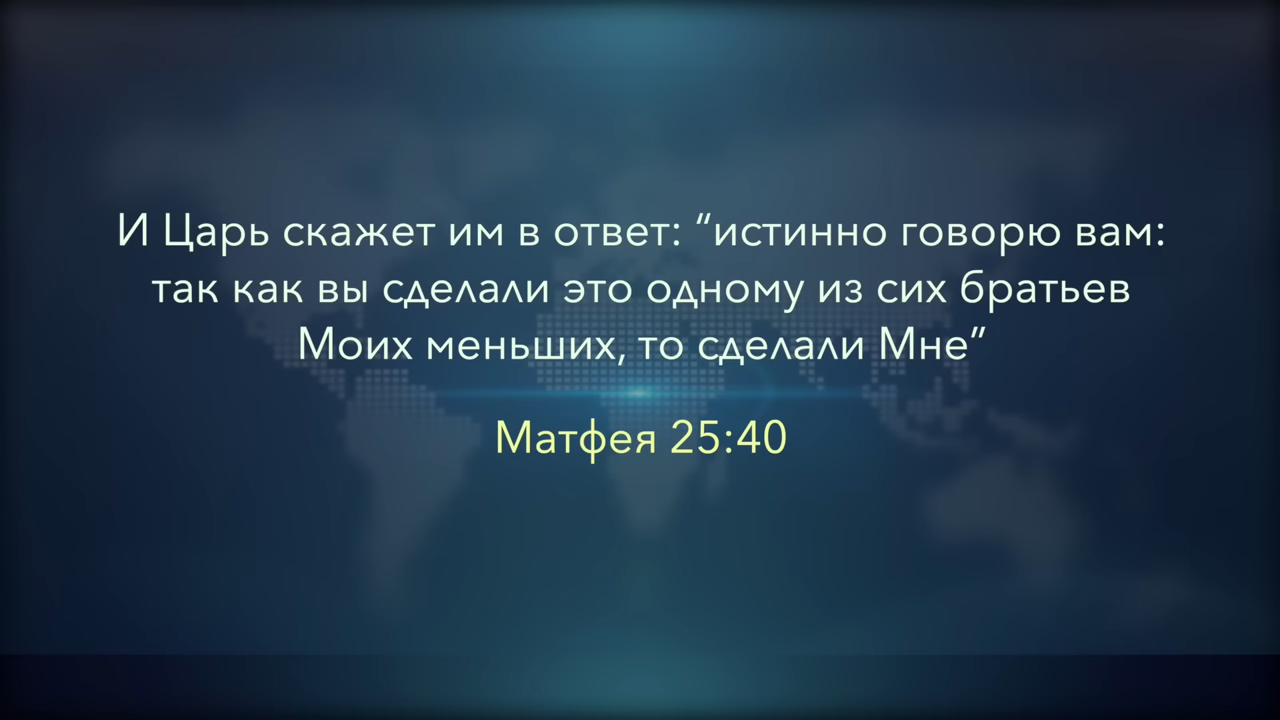 И Царь скажет им в ответ: “истинно говорю вам:
так как вы сделали это одному из сих братьев
Моих меньших, то сделали Мне”
Матфея 25:40